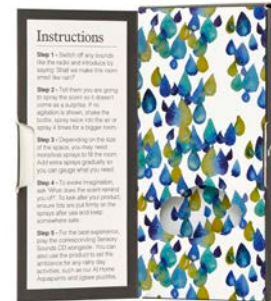 Instructions
Step 1 - Switch off any sounds
like the radio and introduce by
saying 'Shall we make this room
smell like rain?'
Step 2 - Tell them you are going
to spray the scent so it doesn't
come as a surprise. If no
agitation is shown, shake the
bottle, spray twice into the air or
spray 4 times for a bigger room.
Step 3 - Depending on the size
of the space, you may need
more/less sprays to fill the room.
Add extra sprays gradually so
you can gauge what you need.
Step 4 - To evoke imagination,
ask 'What does the scent remind
you of?'. To look after your product,
ensure lids are put firmly on the
sprays after use and keep
somewhere safe.
Step 5 - For the best experience,
play the corresponding Sensory
Sounds CD alongside. You can
also use the product to set the
ambiance for any rainy day
activities, such as our At Home
Aquapaints and jigsaw puzzles.